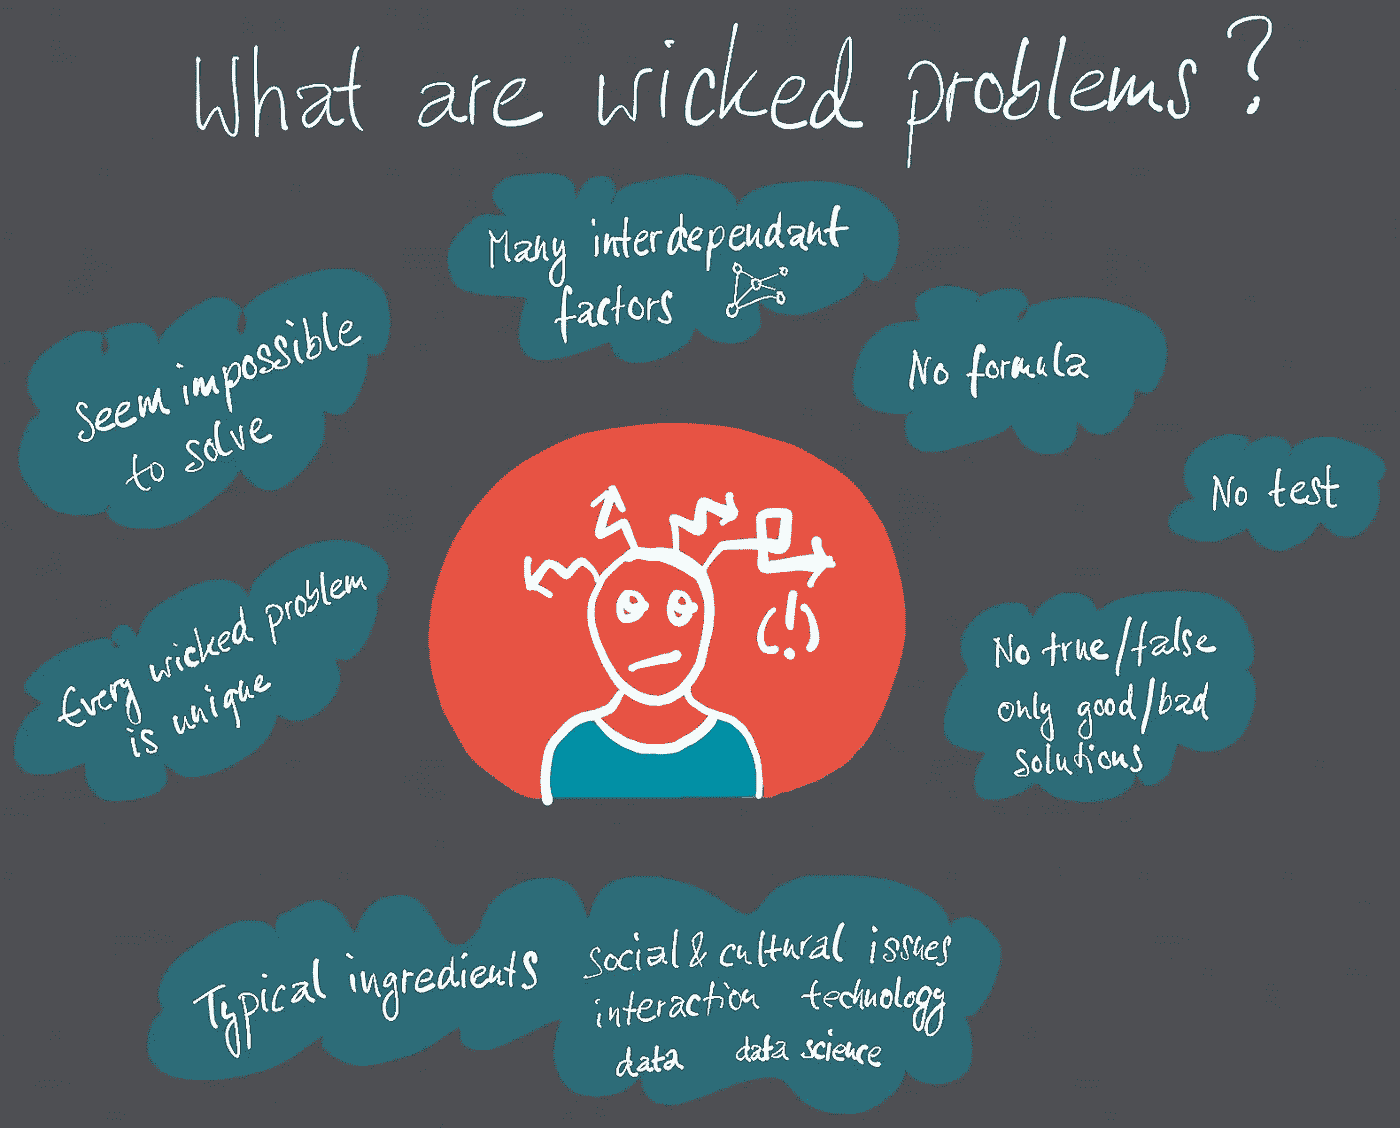 What are wicked problems?
Many interdependant
factors
Seem impossible
to solve
No formula
No test
Every wicked problem
is unique
(!)
No true/false
only good/bad
solutions
Typical ingredients
Social & cultural issues
interaction technology
data data science